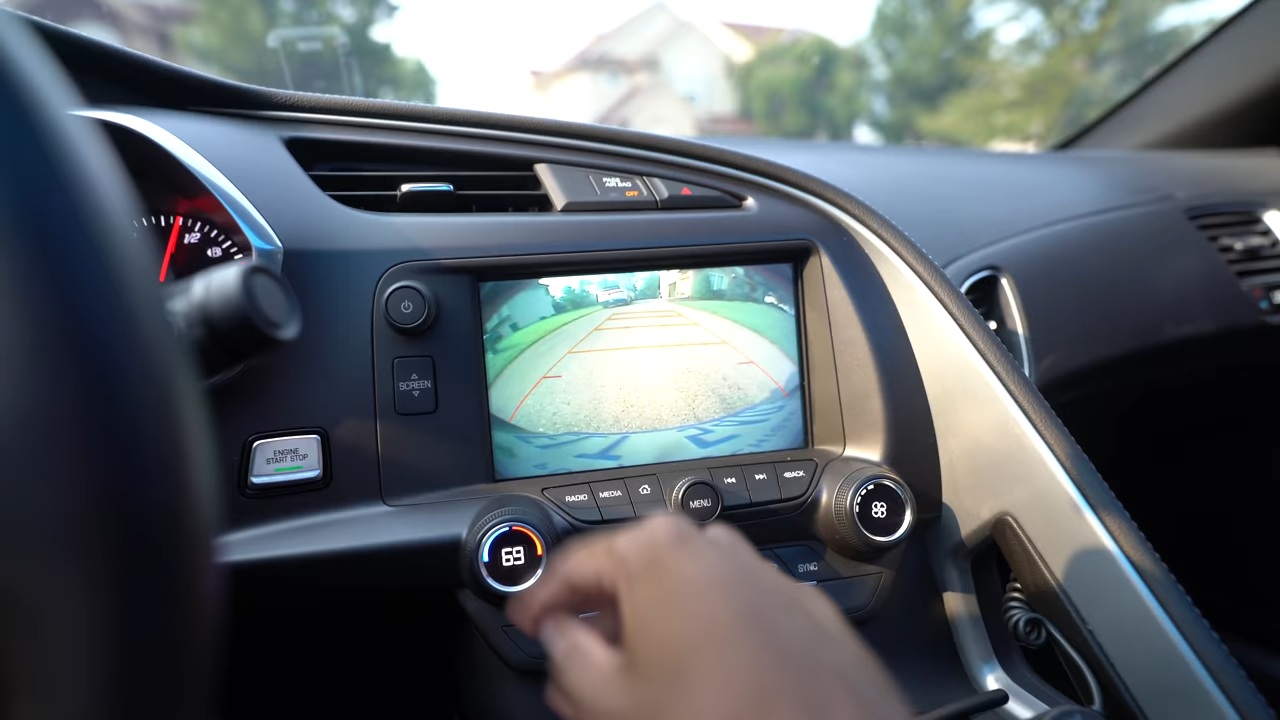 PASS
AIR BAG
OFF
1/2
SCREEN
ENGINE
START STOP
RADIO
MEDIA
MENU
BACK
69
SYNC